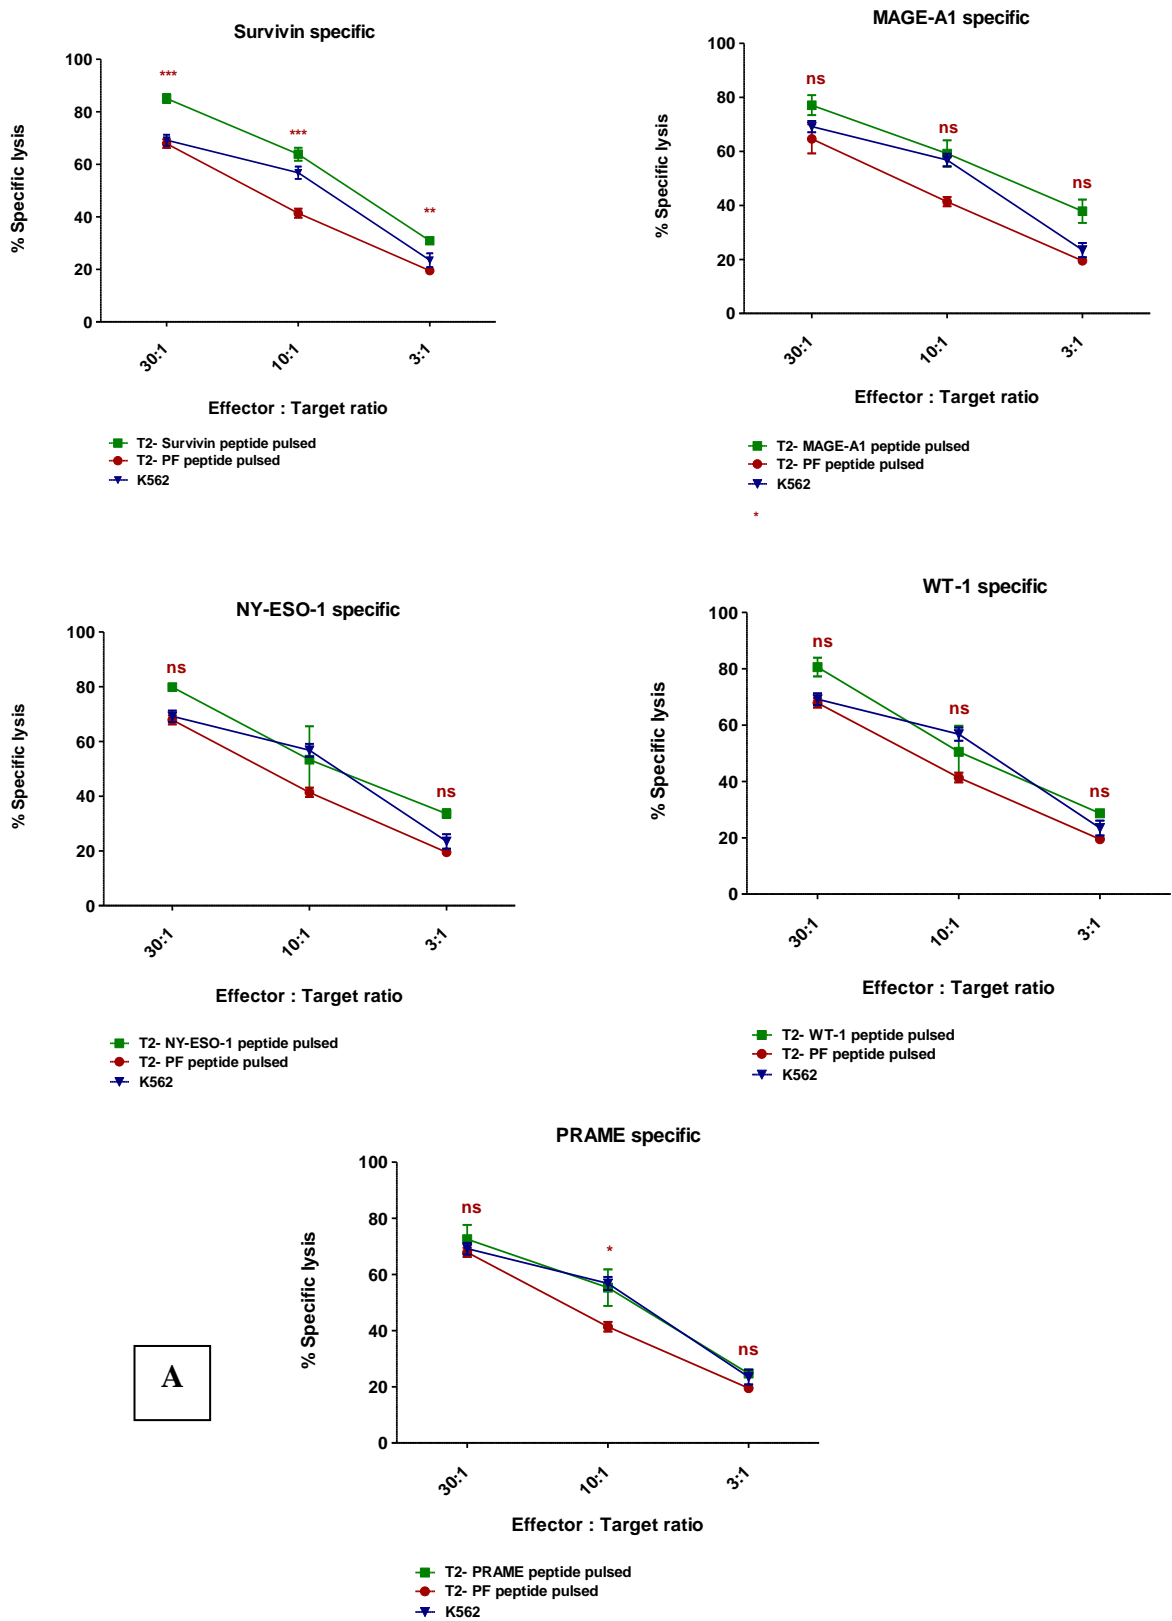 Survivin specific
% Specific lysis
100
80
60
40
20
0
***
***
**
30:1
10:1
3:1
Effector : Target ratio
T2- Survivin peptide pulsed
T2- PF peptide pulsed
K562
MAGE-A1 specific
% Specific lysis
100
80
60
40
20
0
ns
ns
ns
30:1
10:1
3:1
Effector : Target ratio
T2- MAGE-A1 peptide pulsed
T2- PF peptide pulsed
K562
*
NY-ESO-1 specific
% Specific lysis
100
80
60
40
20
0
ns
ns
30:1
10:1
3:1
Effector : Target ratio
T2- NY-ESO-1 peptide pulsed
T2- PF peptide pulsed
K562
WT-1 specific
% Specific lysis
100
80
60
40
20
0
ns
ns
ns
30:1
10:1
3:1
Effector : Target ratio
T2- WT-1 peptide pulsed
T2- PF peptide pulsed
K562
PRAME specific
% Specific lysis
100
80
60
40
20
0
ns
*
ns
30:1
10:1
3:1
Effector : Target ratio
T2- PRAME peptide pulsed
T2- PF peptide pulsed
K562
A